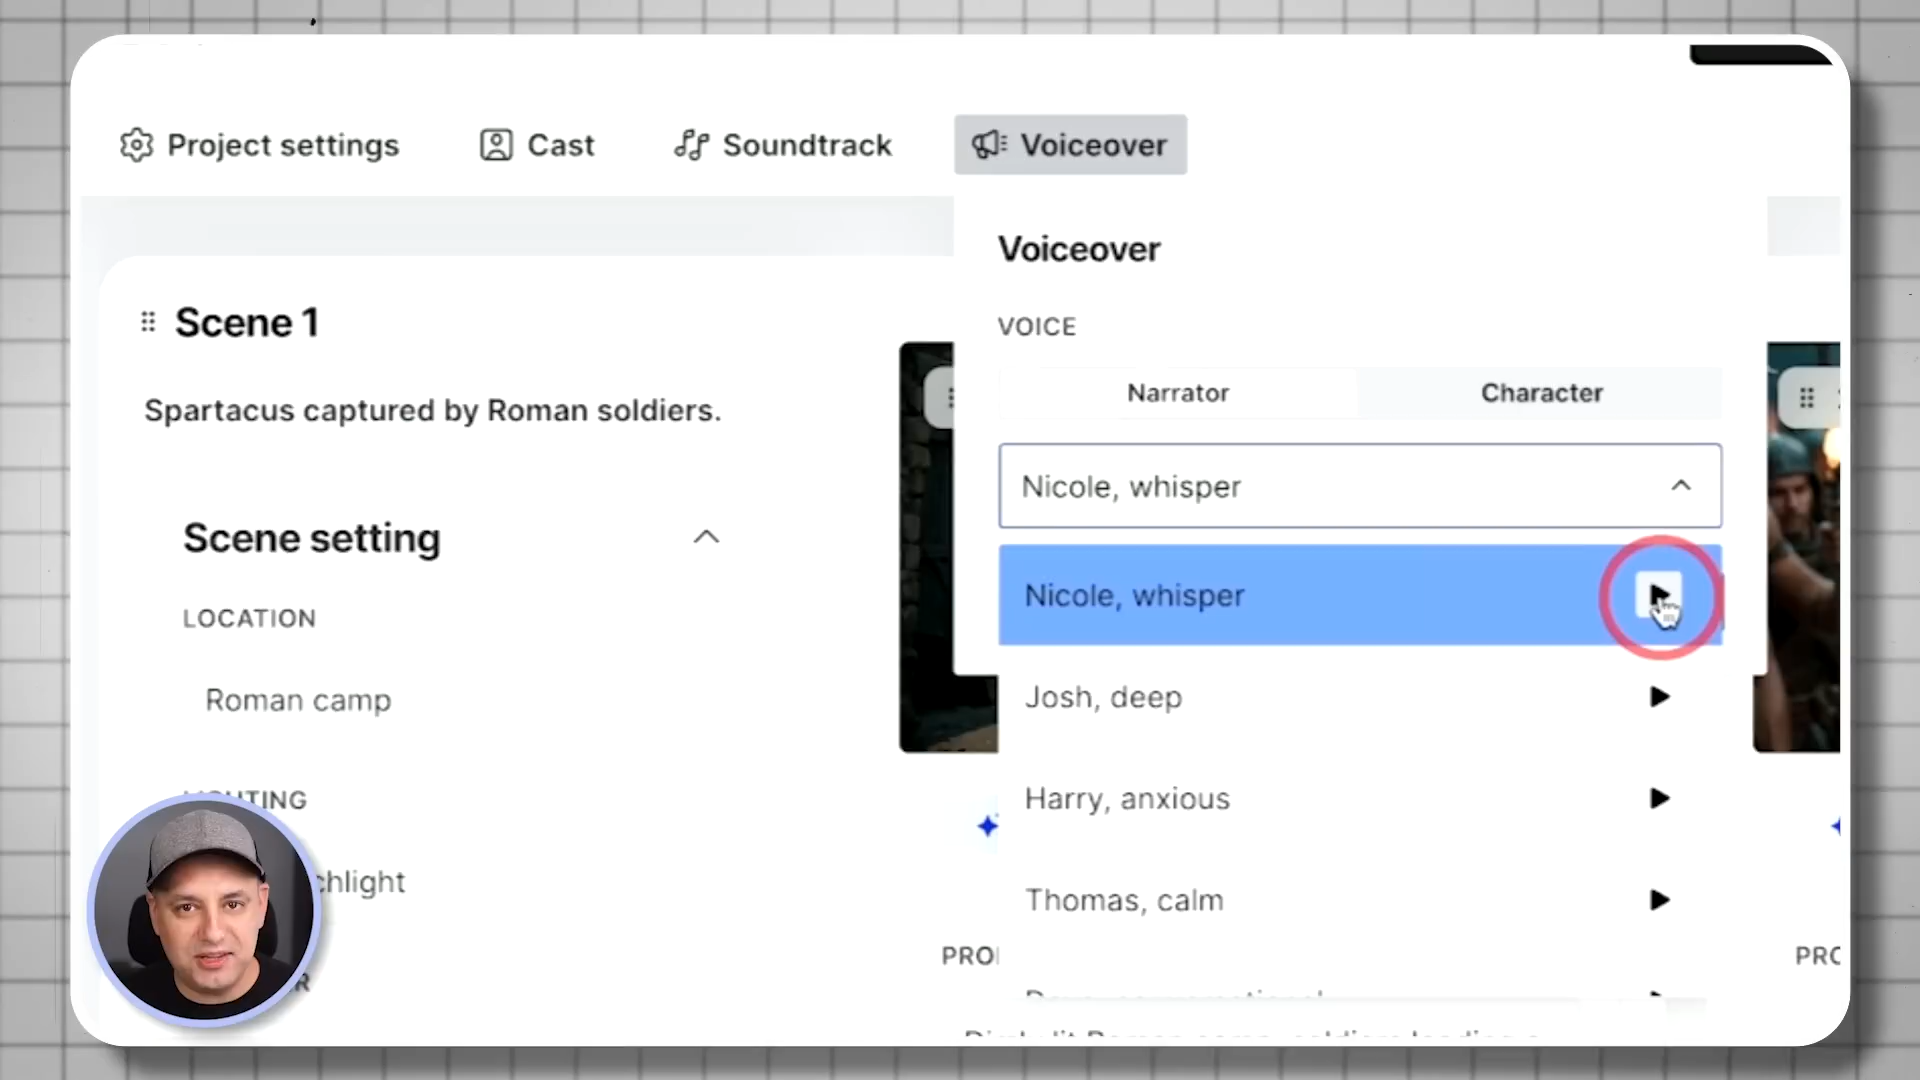 Project settings
Cast
Soundtrack
Voiceover
Voiceover
VOICE
Narrator
Character
Scene 1
Spartacus captured by Roman soldiers.
Nicole, whisper
Scene setting
Nicole, whisper
LOCATION
Roman camp
Josh, deep
Harry, anxious
Thomas, calm